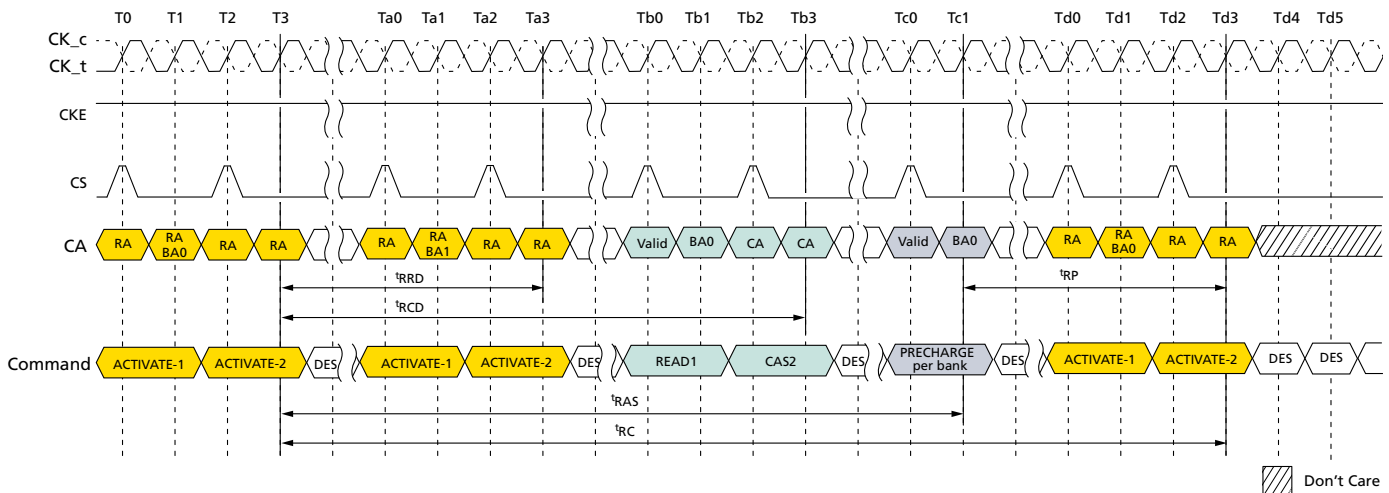 T0 T1 T2 T3 Ta0 Ta1 Ta2 Ta3 Tb0 Tb1 Tb2 Tb3 Tc0 Tc1 Td0 Td1 Td2 Td3 Td4 Td5
CK_c
CK_t
CKE
CS
CA RA RA BA0 RA RA RA RA BA1 RA RA Valid BA0 CA CA Valid BA0 RA RA BA0 RA RA
tRRD tRP
tRCD
Command ACTIVATE-1 ACTIVATE-2 DES ACTIVATE-1 ACTIVATE-2 DES READ1 CAS2 DES PRECHARGE per bank DES ACTIVATE-1 ACTIVATE-2 DES DES
tRAS
tRC
Don't Care